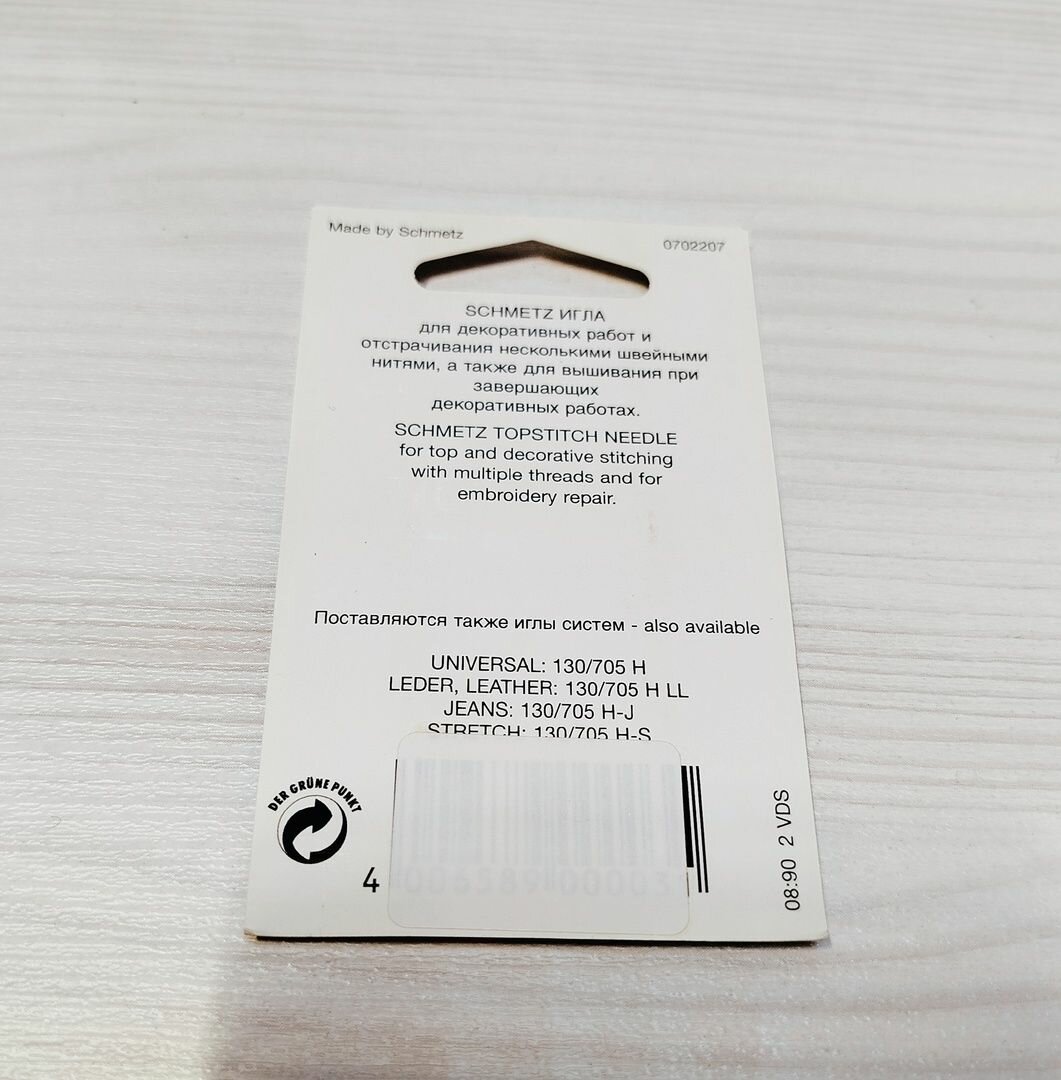 Made by Schmetz
0702207
SCHMETZ ИГЛА
для декоративных работ и
отстрачивания несколькими швейными
нитями, а также для вышивания при
завершающих
декоративных работах.
SCHMETZ TOPSTITCH NEEDLE
for top and decorative stitching
with multiple threads and for
embroidery repair.
Поставляются также иглы систем - also available
UNIVERSAL: 130/705 H
LEDER, LEATHER: 130/705 H LL
JEANS: 130/705 H-J
STRETCH: 130/705 H-S
DER GRÜNE PUNKT
4
08:90 2 VDS